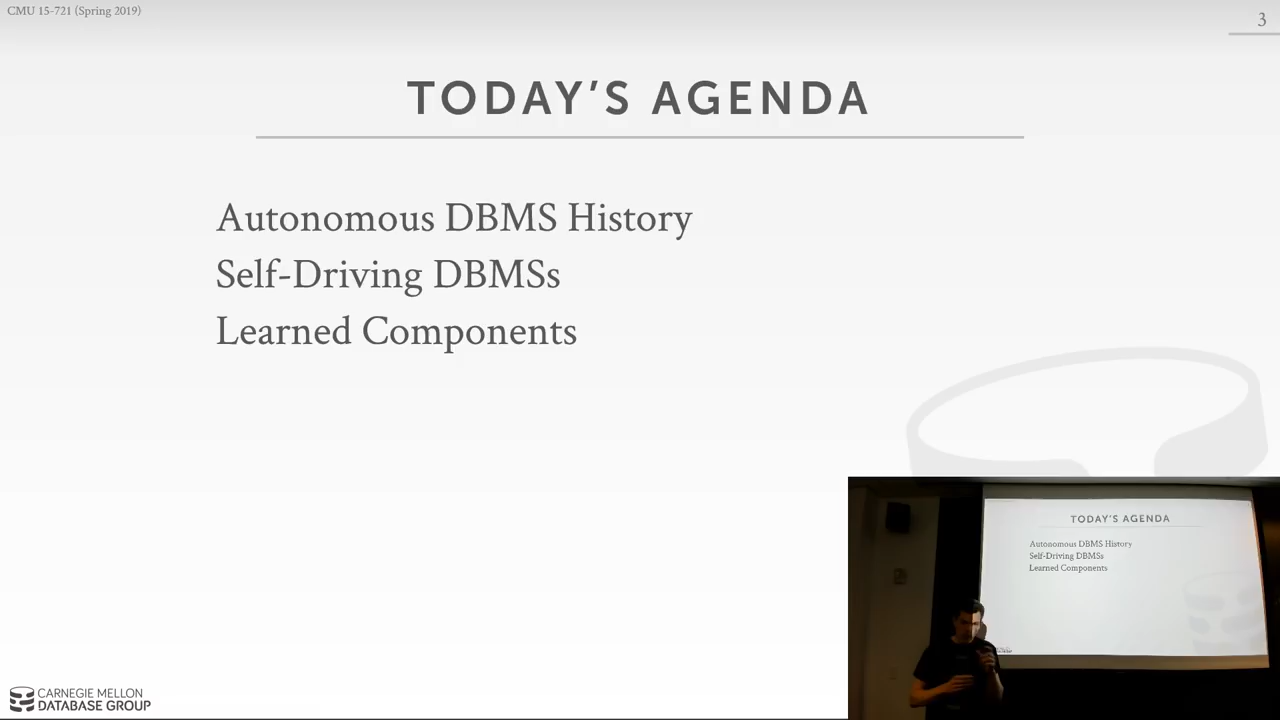 CMU 15-721 (Spring 2019)
3
TODAY'S AGENDA
Autonomous DBMS History
Self-Driving DBMSs
Learned Components
TODAY'S AGENDA
Autonomous DBMS History
Self-Driving DBMSs
Learned Components
CARNEGIE MELLON
DATABASE GROUP